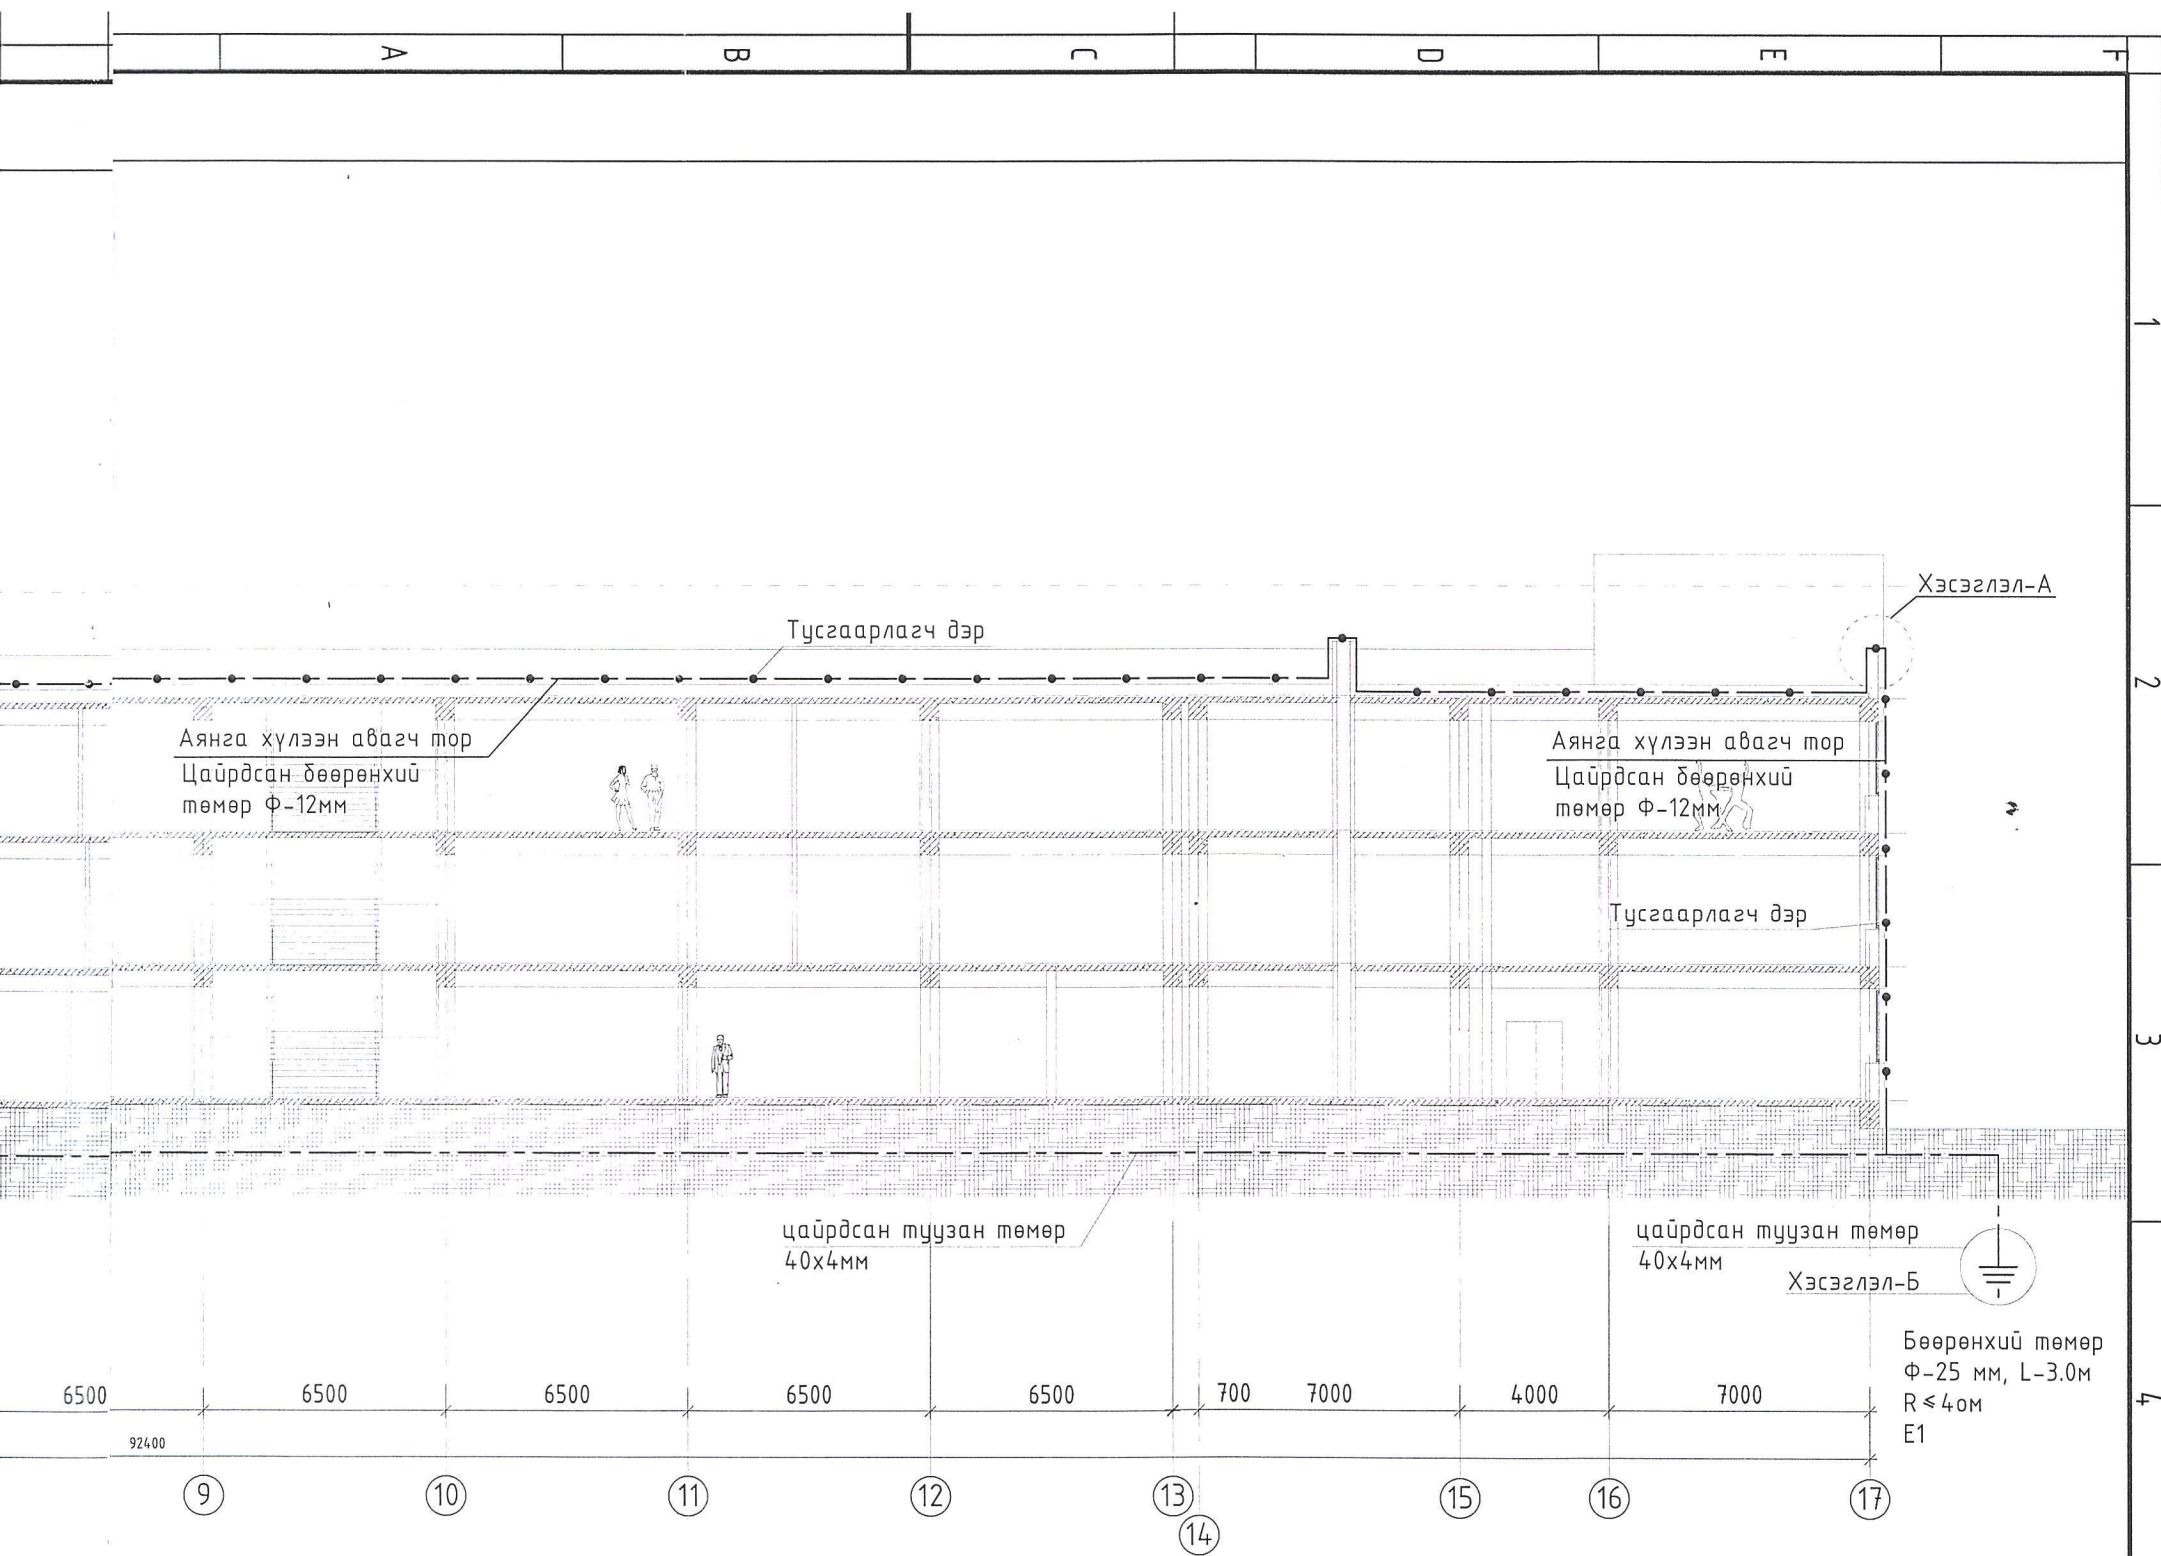 A B C D E F
1
Хэсэглэл-А
Тусгаарлагч дэр
2
Аянга хүлээн авагч тор
Цайрдсан бөөрөнхий
төмөр Ф-12мм
Аянга хүлээн авагч тор
Цайрдсан бөөрөнхий
төмөр Ф-12мм
Тусгаарлагч дэр
3
цайрдсан туузан төмөр
40х4мм
цайрдсан туузан төмөр
40х4мм
Хэсэглэл-Б
Бөөрөнхий төмөр
Ф-25 мм, L-3.0м
R ⩽ 4ом
E1
4
6500 6500 6500 6500 6500 700 7000 4000 7000
92400
9 10 11 12 13 15 16 17
14